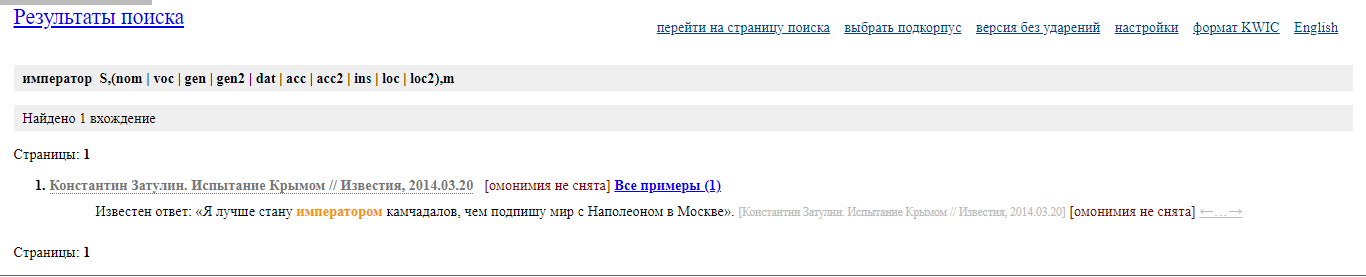 Результаты поиска
перейти на страницу поиска выбрать подкорпус версия без ударений настройки формат KWIC English
император S,(nom | voc | gen | gen2 | dat | acc | acc2 | ins | loc | loc2),m
Найдено 1 вхождение
Страницы: 1
1. Константин Затулин. Испытание Крымом // Известия, 2014.03.20 [омонимия не снята] Все примеры (1)
Известен ответ: «Я лучше стану императором камчадалов, чем подпишу мир с Наполеоном в Москве». [Константин Затулин. Испытание Крымом // Известия, 2014.03.20] [омонимия не снята] ←…→
Страницы: 1